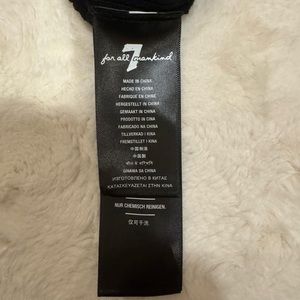 for all 7 mankind
MADE IN CHINA
HECHO EN CHINA
FABRIQUE EN CHINE
HERGESTELLT IN CHINA
GEMAAKT IN CHINA
PRODOTTO IN CINA
FABRICADO NA CHINA
TILLVERKAD I KINA
FREMSTILLET I KINA
中国制造
中国製
GINAWA SA CHINA
ИЗГОТОВЛЕНО В КИТАЕ
ΚΑΤΑΣΚΕΥΑΖΕΤΑΙ ΣΤΗΝ ΚΙΝΑ
NUR CHEMISCH REINIGEN.
仅可干洗